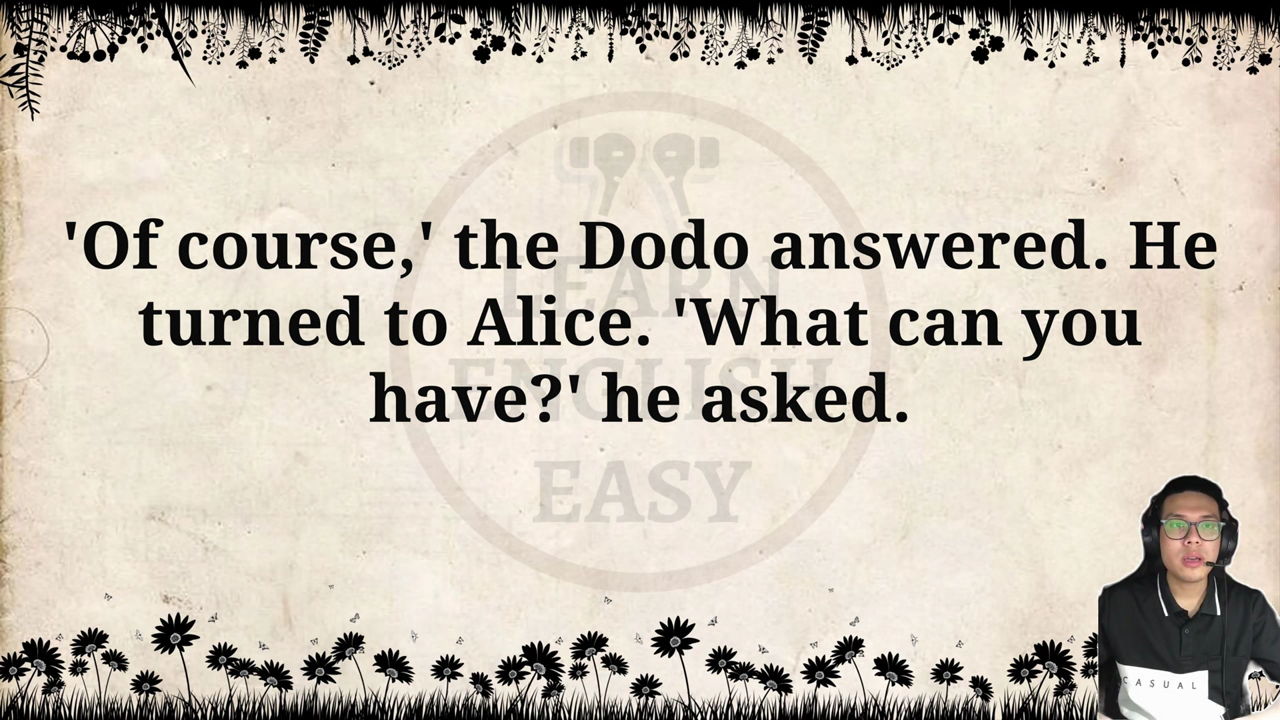 'Of course,' the Dodo answered. He
turned to Alice. 'What can you
have?' he asked.
LEARN
ENGLISH
EASY
CASUAL